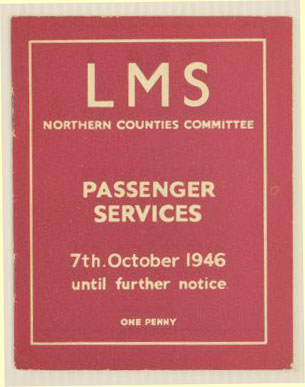 LMS
NORTHERN COUNTIES COMMITTEE
PASSENGER
SERVICES
7th. October 1946
until further notice.
ONE PENNY